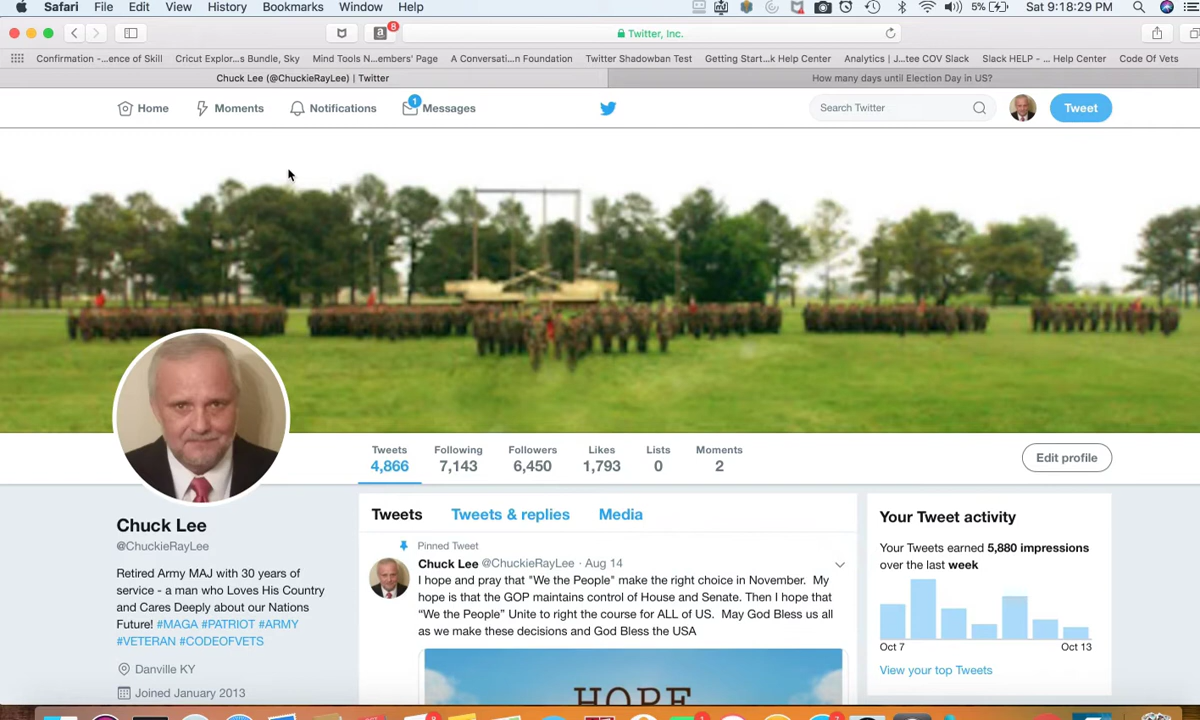 Safari File Edit View History Bookmarks Window Help 5% Sat 9:18:29 PM
a 8 Twitter, Inc.
Confirmation -...ence of Skill Cricut Explor...s Bundle, Sky Mind Tools N...embers' Page A Conversati...n Foundation Twitter Shadowban Test Getting Start...k Help Center Analytics | J...tee COV Slack Slack HELP - ... Help Center Code Of Vets
Chuck Lee (@ChuckieRayLee) | Twitter How many days until Election Day in US?
Home Moments Notifications 1 Messages Search Twitter Tweet
Tweets Following Followers Likes Lists Moments
4,866 7,143 6,450 1,793 0 2
Edit profile
Chuck Lee
@ChuckieRayLee
Retired Army MAJ with 30 years of
service - a man who Loves His Country
and Cares Deeply about our Nations
Future! #MAGA #PATRIOT #ARMY
#VETERAN #CODEOFVETS
Danville KY
Joined January 2013
Tweets Tweets & replies Media
Pinned Tweet
Chuck Lee @ChuckieRayLee · Aug 14
I hope and pray that "We the People" make the right choice in November. My
hope is that the GOP maintains control of House and Senate. Then I hope that
“We the People” Unite to right the course for ALL of US. May God Bless us all
as we make these decisions and God Bless the USA
HOPE
Your Tweet activity
Your Tweets earned 5,880 impressions
over the last week
Oct 7 Oct 13
View your top Tweets